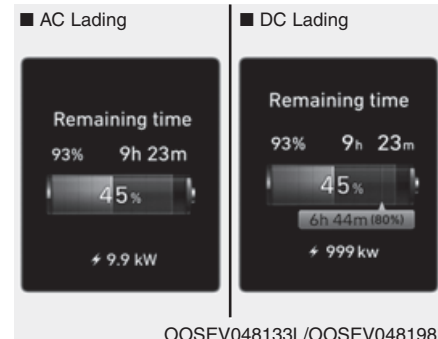 ■ AC Lading
Remaining time
93% 9h 23m
45%
9.9 kW
■ DC Lading
Remaining time
93% 9h 23m
45%
6h 44m (80%)
999 kw
OOSEV048133L/OOSEV048198